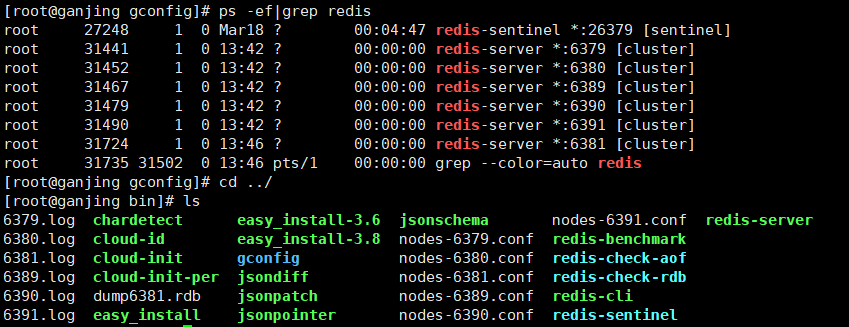 [root@ganjing gconfig]# ps -ef|grep redis
root     27248     1  0 Mar18 ?        00:04:47 redis-sentinel *:26379 [sentinel]
root     31441     1  0 13:42 ?        00:00:00 redis-server *:6379 [cluster]
root     31452     1  0 13:42 ?        00:00:00 redis-server *:6380 [cluster]
root     31467     1  0 13:42 ?        00:00:00 redis-server *:6389 [cluster]
root     31479     1  0 13:42 ?        00:00:00 redis-server *:6390 [cluster]
root     31490     1  0 13:42 ?        00:00:00 redis-server *:6391 [cluster]
root     31724     1  0 13:46 ?        00:00:00 redis-server *:6381 [cluster]
root     31735 31502  0 13:46 pts/1    00:00:00 grep --color=auto redis
[root@ganjing gconfig]# cd ../
[root@ganjing bin]# ls
6379.log  chardetect      easy_install-3.6  jsonschema       nodes-6391.conf  redis-server
6380.log  cloud-id        easy_install-3.8  nodes-6379.conf  redis-benchmark
6381.log  cloud-init      gconfig           nodes-6380.conf  redis-check-aof
6389.log  cloud-init-per  jsondiff          nodes-6381.conf  redis-check-rdb
6390.log  dump6381.rdb    jsonpatch         nodes-6389.conf  redis-cli
6391.log  easy_install    jsonpointer       nodes-6390.conf  redis-sentinel